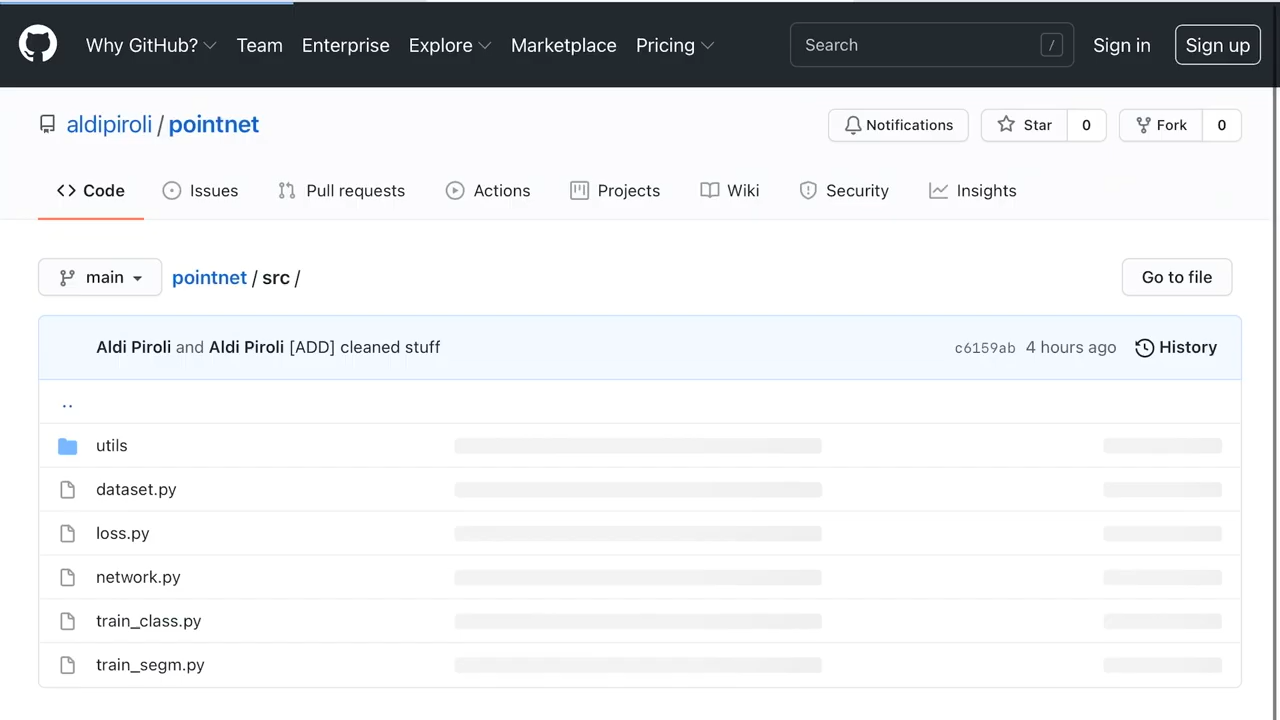 Why GitHub? Team Enterprise Explore Marketplace Pricing Search / Sign in Sign up
aldipiroli / pointnet Notifications Star 0 Fork 0
Code Issues Pull requests Actions Projects Wiki Security Insights
main pointnet / src / Go to file
Aldi Piroli and Aldi Piroli [ADD] cleaned stuff c6159ab 4 hours ago History
..
utils
dataset.py
loss.py
network.py
train_class.py
train_segm.py